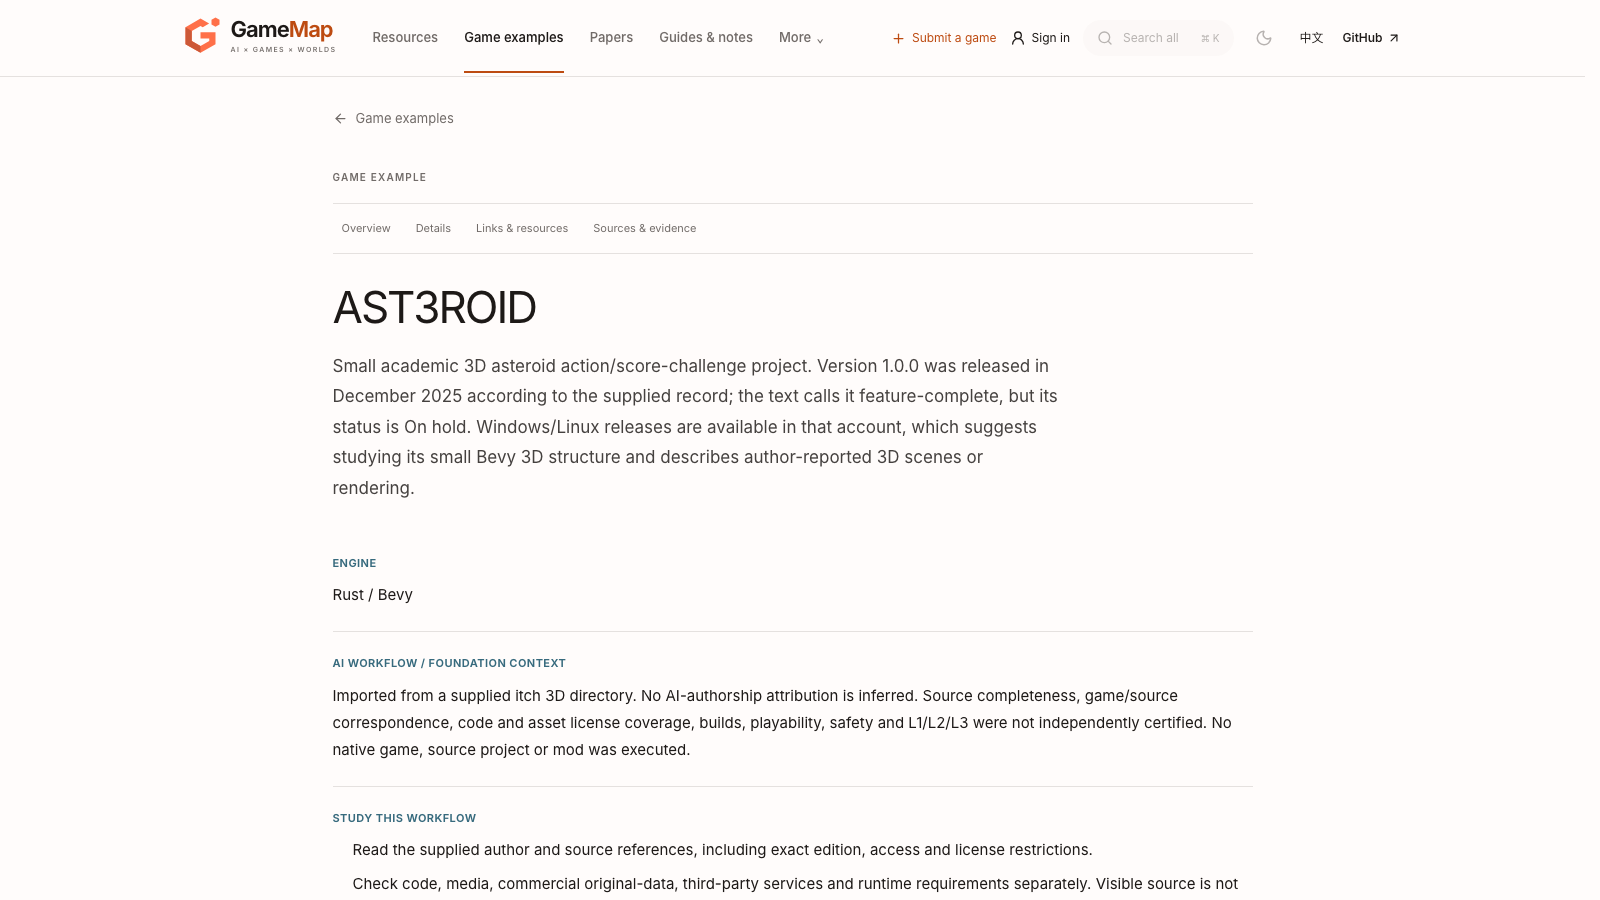 GameMap
AI × GAMES × WORLDS
Resources
Game examples
Papers
Guides & notes
More
Submit a game
Sign in
Search all
⌘ K
中文
GitHub
Game examples
GAME EXAMPLE
Overview
Details
Links & resources
Sources & evidence
AST3ROID
Small academic 3D asteroid action/score-challenge project. Version 1.0.0 was released in
December 2025 according to the supplied record; the text calls it feature-complete, but its
status is On hold. Windows/Linux releases are available in that account, which suggests
studying its small Bevy 3D structure and describes author-reported 3D scenes or
rendering.
ENGINE
Rust / Bevy
AI WORKFLOW / FOUNDATION CONTEXT
Imported from a supplied itch 3D directory. No AI-authorship attribution is inferred. Source completeness, game/source
correspondence, code and asset license coverage, builds, playability, safety and L1/L2/L3 were not independently certified. No
native game, source project or mod was executed.
STUDY THIS WORKFLOW
Read the supplied author and source references, including exact edition, access and license restrictions.
Check code, media, commercial original-data, third-party services and runtime requirements separately. Visible source is not